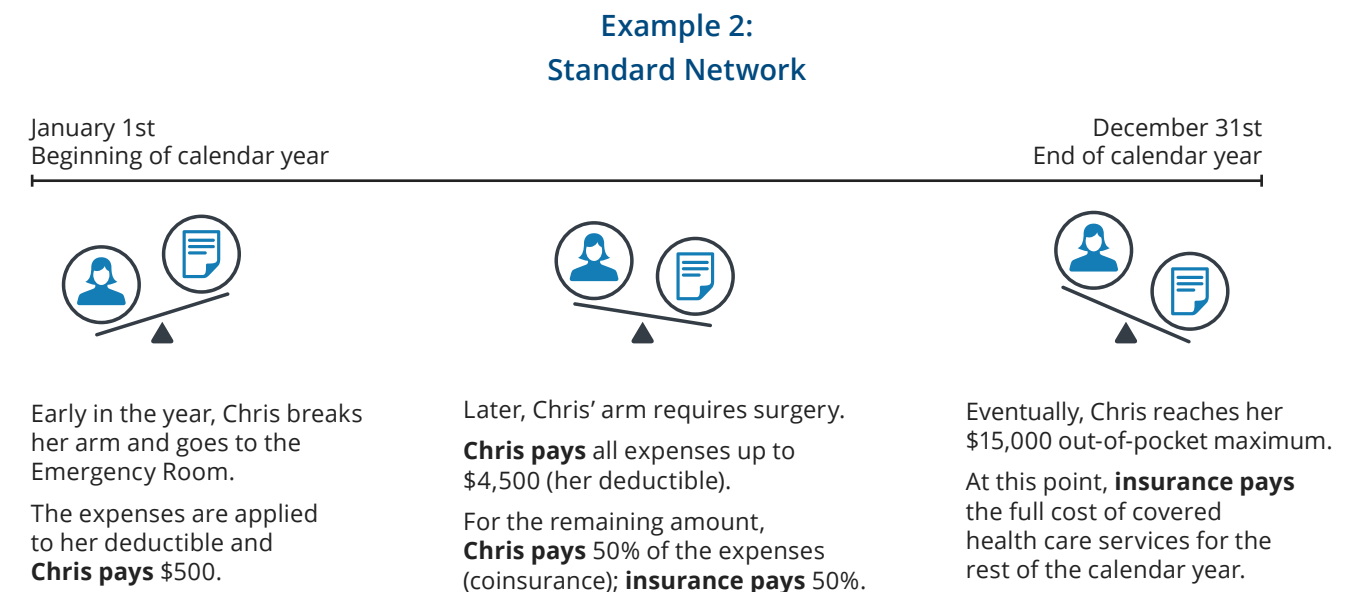 Example 2:
Standard Network
January 1st
Beginning of calendar year
December 31st
End of calendar year
Early in the year, Chris breaks
her arm and goes to the
Emergency Room.
The expenses are applied
to her deductible and
Chris pays $500.
Later, Chris’ arm requires surgery.
Chris pays all expenses up to
$4,500 (her deductible).
For the remaining amount,
Chris pays 50% of the expenses
(coinsurance); insurance pays 50%.
Eventually, Chris reaches her
$15,000 out-of-pocket maximum.
At this point, insurance pays
the full cost of covered
health care services for the
rest of the calendar year.